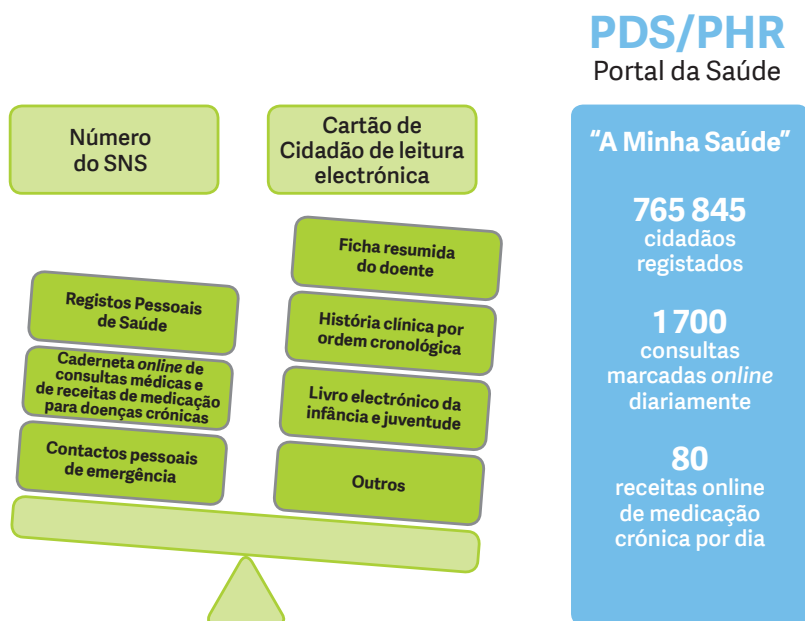 PDS/PHR
Portal da Saúde
Número
do SNS
Cartão de
Cidadão de leitura
electrónica
Registos Pessoais
de Saúde
Caderneta online de
consultas médicas e
de receitas de medicação
para doenças crónicas
Contactos pessoais
de emergência
Ficha resumida
do doente
História clínica por
ordem cronológica
Livro electrónico da
infância e juventude
Outros
"A Minha Saúde"
765 845
cidadãos
registados
1 700
consultas
marcadas online
diariamente
80
receitas online
de medicação
crónica por dia